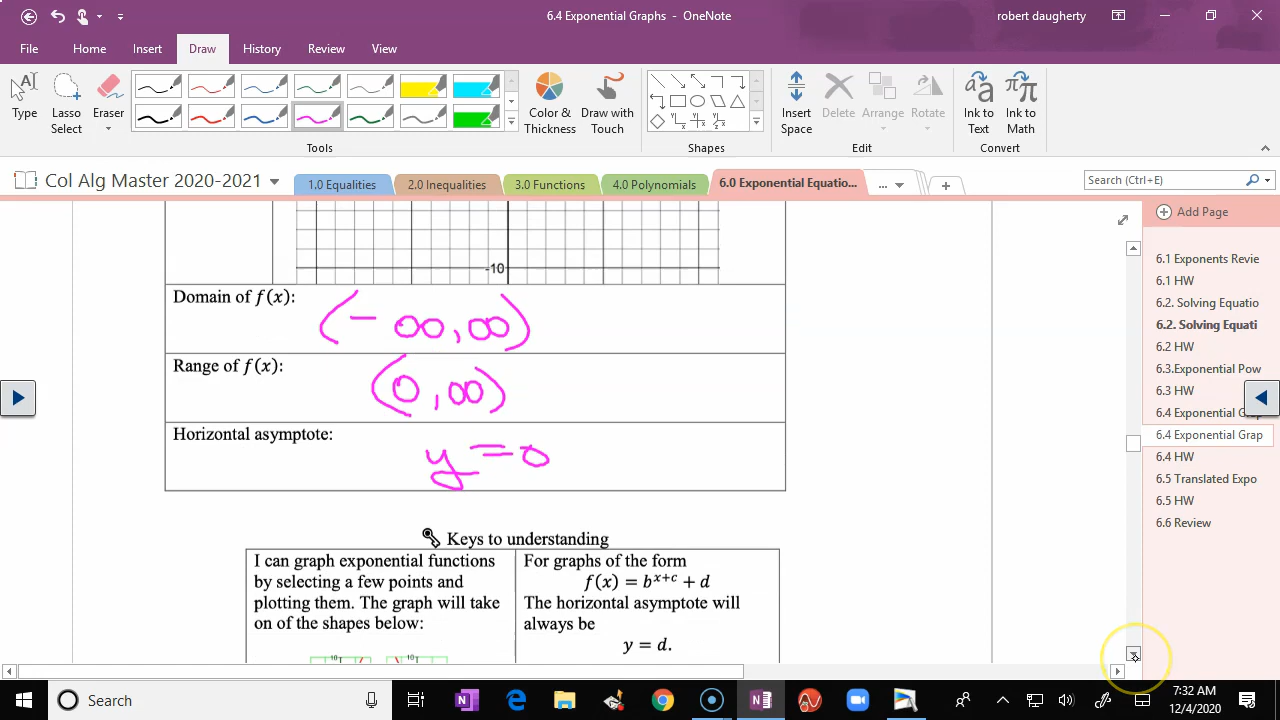 6.4 Exponential Graphs - OneNote
robert daugherty
File Home Insert Draw History Review View
Type
Lasso Select
Eraser
Color & Thickness
Draw with Touch
Insert Space
Delete
Arrange
Rotate
Ink to Text
Ink to Math
Tools
Shapes
Edit
Convert
Col Alg Master 2020-2021
1.0 Equalities
2.0 Inequalities
3.0 Functions
4.0 Polynomials
6.0 Exponential Equatio...
...
Search (Ctrl+E)
Add Page
-10
Domain of f(x):
(-∞,∞)
Range of f(x):
(0,∞)
Horizontal asymptote:
y=0
Keys to understanding
I can graph exponential functions
by selecting a few points and
plotting them. The graph will take
on of the shapes below:
10 10
For graphs of the form
f(x) = b^{x+c} + d
The horizontal asymptote will
always be
y = d.
6.1 Exponents Revie
6.1 HW
6.2. Solving Equatio
6.2. Solving Equati
6.2 HW
6.3.Exponential Pow
6.3 HW
6.4 Exponential Grap
6.4 Exponential Grap
6.4 HW
6.5 Translated Expo
6.5 HW
6.6 Review
Search
7:32 AM
12/4/2020